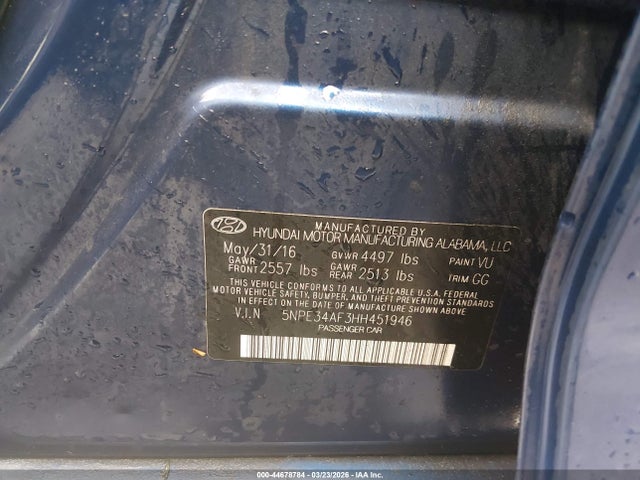 MANUFACTURED BY
HYUNDAI MOTOR MANUFACTURING ALABAMA, LLC
May/31/16 GVWR 4497 lbs PAINT VU
GAWR FRONT 2557 lbs GAWR REAR 2513 lbs TRIM GG
THIS VEHICLE CONFORMS TO ALL APPLICABLE U.S.A. FEDERAL
MOTOR VEHICLE SAFETY, BUMPER, AND THEFT PREVENTION STANDARDS
IN EFFECT ON THE DATE OF MANUFACTURE SHOWN ABOVE.
V.I.N 5NPE34AF3HH451946
PASSENGER CAR
000-44678784 - 03/23/2026 - IAAI.COM